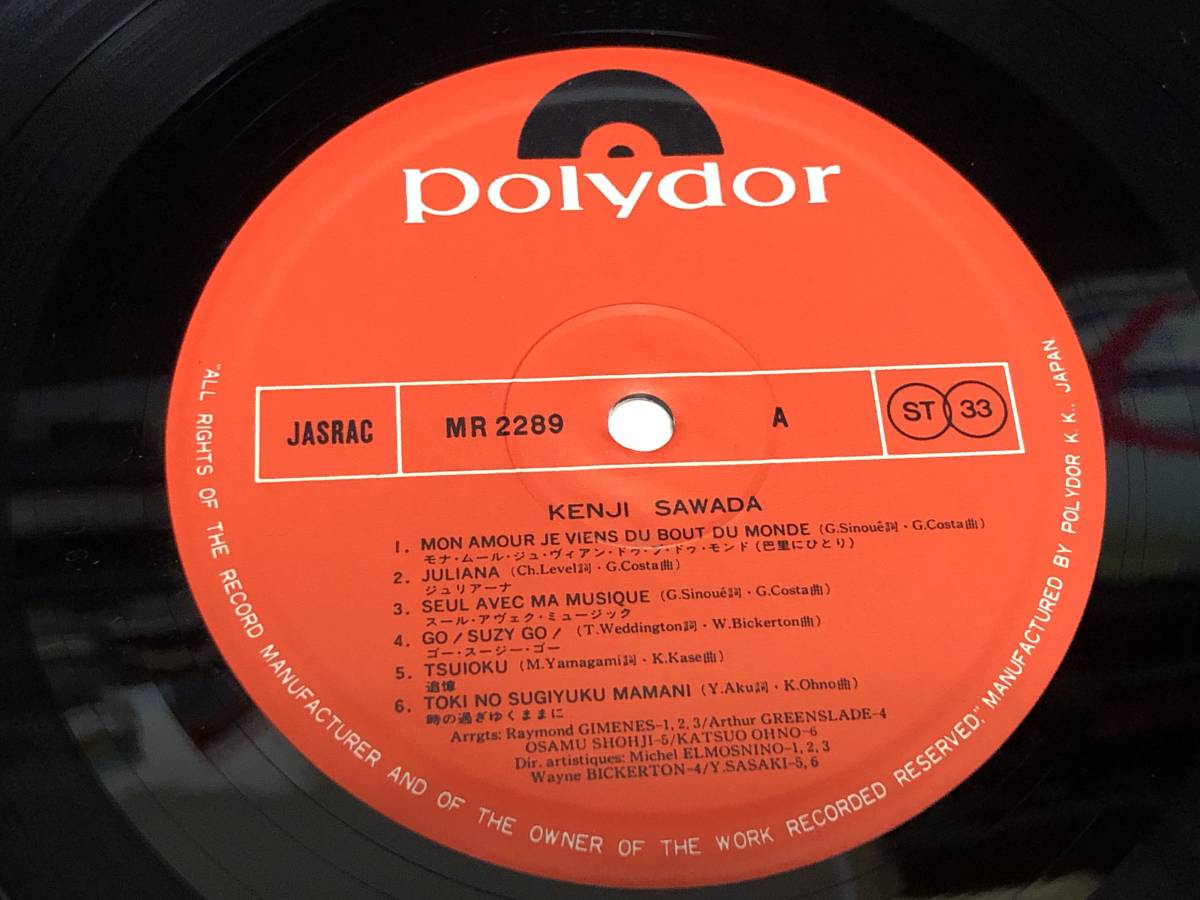 polydor
JASRAC MR 2289 A ST 33
KENJI SAWADA
1. MON AMOUR JE VIENS DU BOUT DU MONDE (G.Sinoué詞・G.Costa曲)
モナ・ムール・ジュ・ヴィアン・ドゥ・ブ・ドゥ・モンド(巴里にひとり)
2. JULIANA (Ch.Level詞・G.Costa曲)
ジュリアーナ
3. SEUL AVEC MA MUSIQUE (G.Sinoué詞・G.Costa曲)
スール・アヴェク・ミュージック
4. GO! SUZY GO! (T.Weddington詞・W.Bickerton曲)
ゴー・スージー・ゴー
5. TSUIOKU (M.Yamagami詞・K.Kase曲)
追憶
6. TOKI NO SUGIYUKU MAMANI (Y.Aku詞・K.Ohno曲)
時の過ぎゆくままに
Arrgts: Raymond GIMENES-1, 2, 3/Arthur GREENSLADE-4
OSAMU SHOHJI-5/KATSUO OHNO-6
Dir. artistiques: Michel ELMOSNINO-1, 2, 3
Wayne BICKERTON-4/Y.SASAKI-5, 6
"ALL RIGHTS OF THE RECORD MANUFACTURER AND OF THE OWNER OF THE WORK RECORDED RESERVED." MANUFACTURED BY POLYDOR K.K., JAPAN